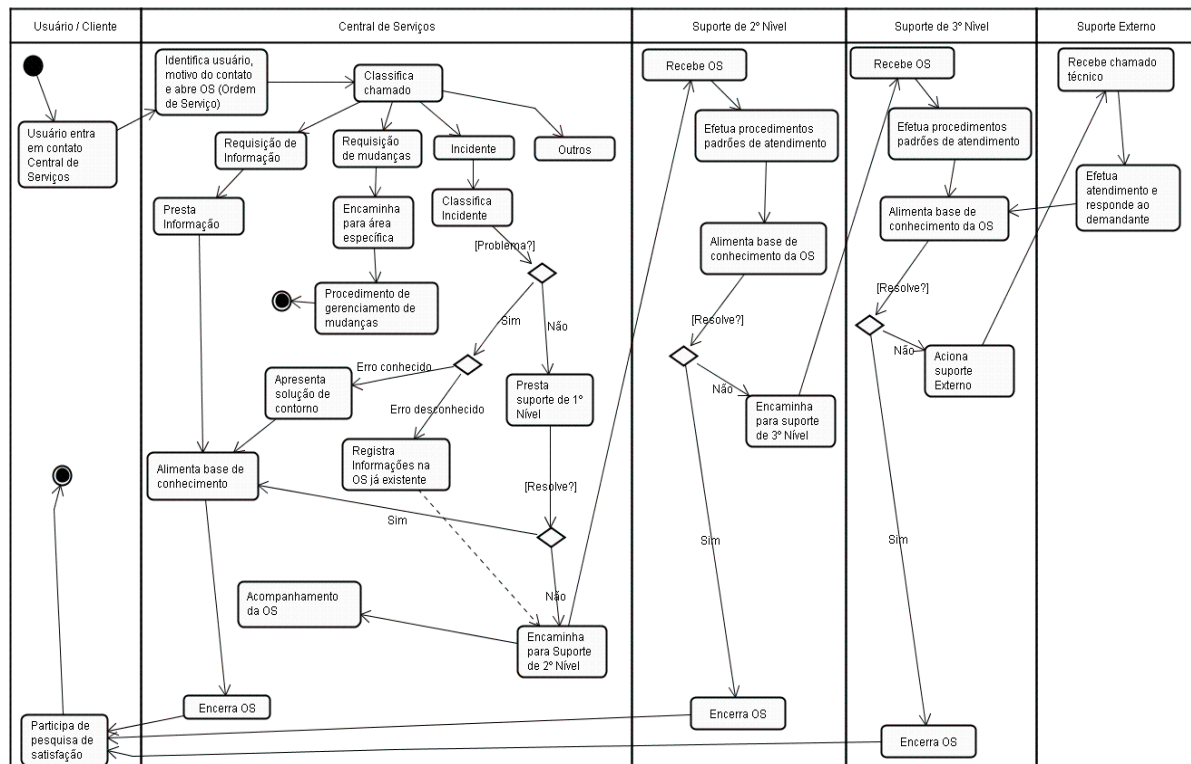 Usuário / Cliente
Central de Serviços
Suporte de 2º Nível
Suporte de 3º Nível
Suporte Externo
Usuário entra
em contato
Central de
Serviços
Identifica usuário,
motivo do contato
e abre OS (Ordem
de Serviço)
Classifica
chamado
Requisição de
Informação
Requisição
de mudanças
Incidente
Outros
Presta
Informação
Encaminha
para área
específica
Classifica
Incidente
[Problema?]
Procedimento de
gerenciamento de
mudanças
Sim
Não
Erro conhecido
Apresenta
solução de
contorno
Erro desconhecido
Presta
suporte de 1º
Nível
Registra
Informações na
OS já existente
Alimenta base de
conhecimento
[Resolve?]
Sim
Não
Acompanhamento
da OS
Encaminha
para Suporte
de 2º Nível
Encerra OS
Participa de
pesquisa de
satisfação
Recebe OS
Efetua procedimentos
padrões de atendimento
Alimenta base de
conhecimento da OS
[Resolve?]
Não
Encaminha
para suporte
de 3º Nível
Sim
Encerra OS
Recebe OS
Efetua procedimentos
padrões de atendimento
Alimenta base de
conhecimento da OS
[Resolve?]
Não
Aciona
suporte
Externo
Sim
Encerra OS
Recebe chamado
técnico
Efetua
atendimento e
responde ao
demandante